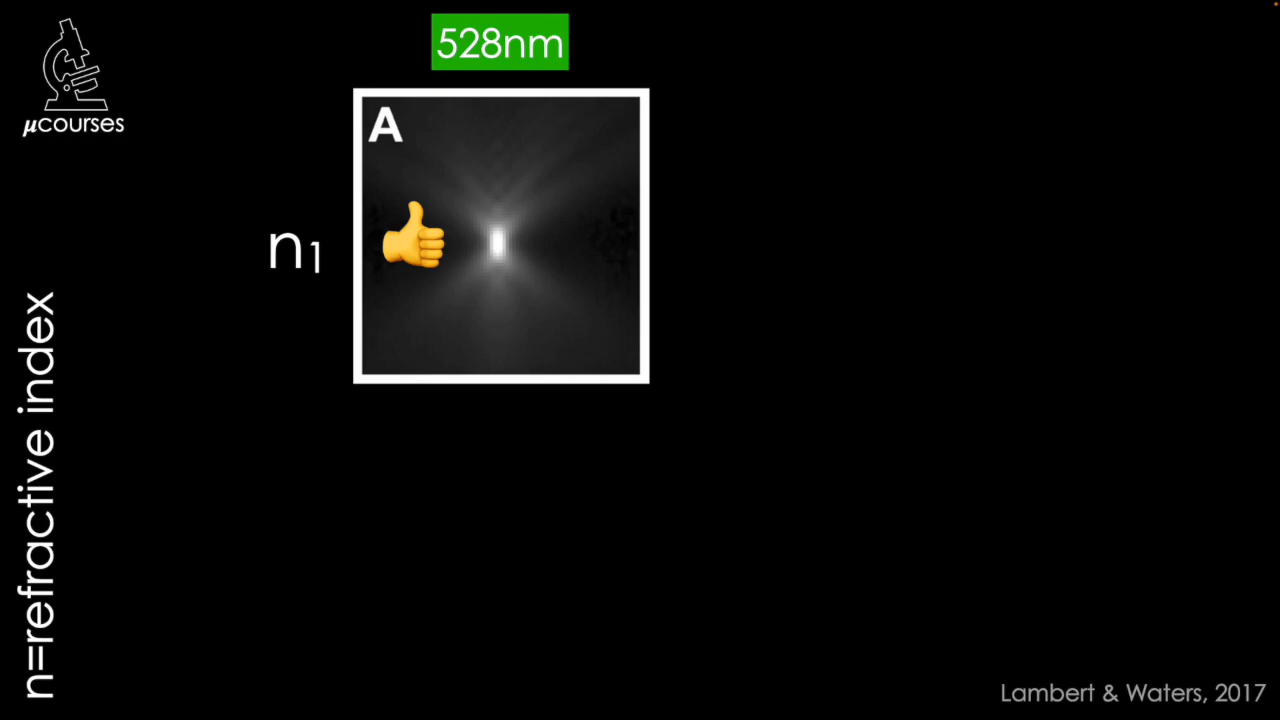 528nm
µcourses
A
n₁
n=refractive index
Lambert & Waters, 2017